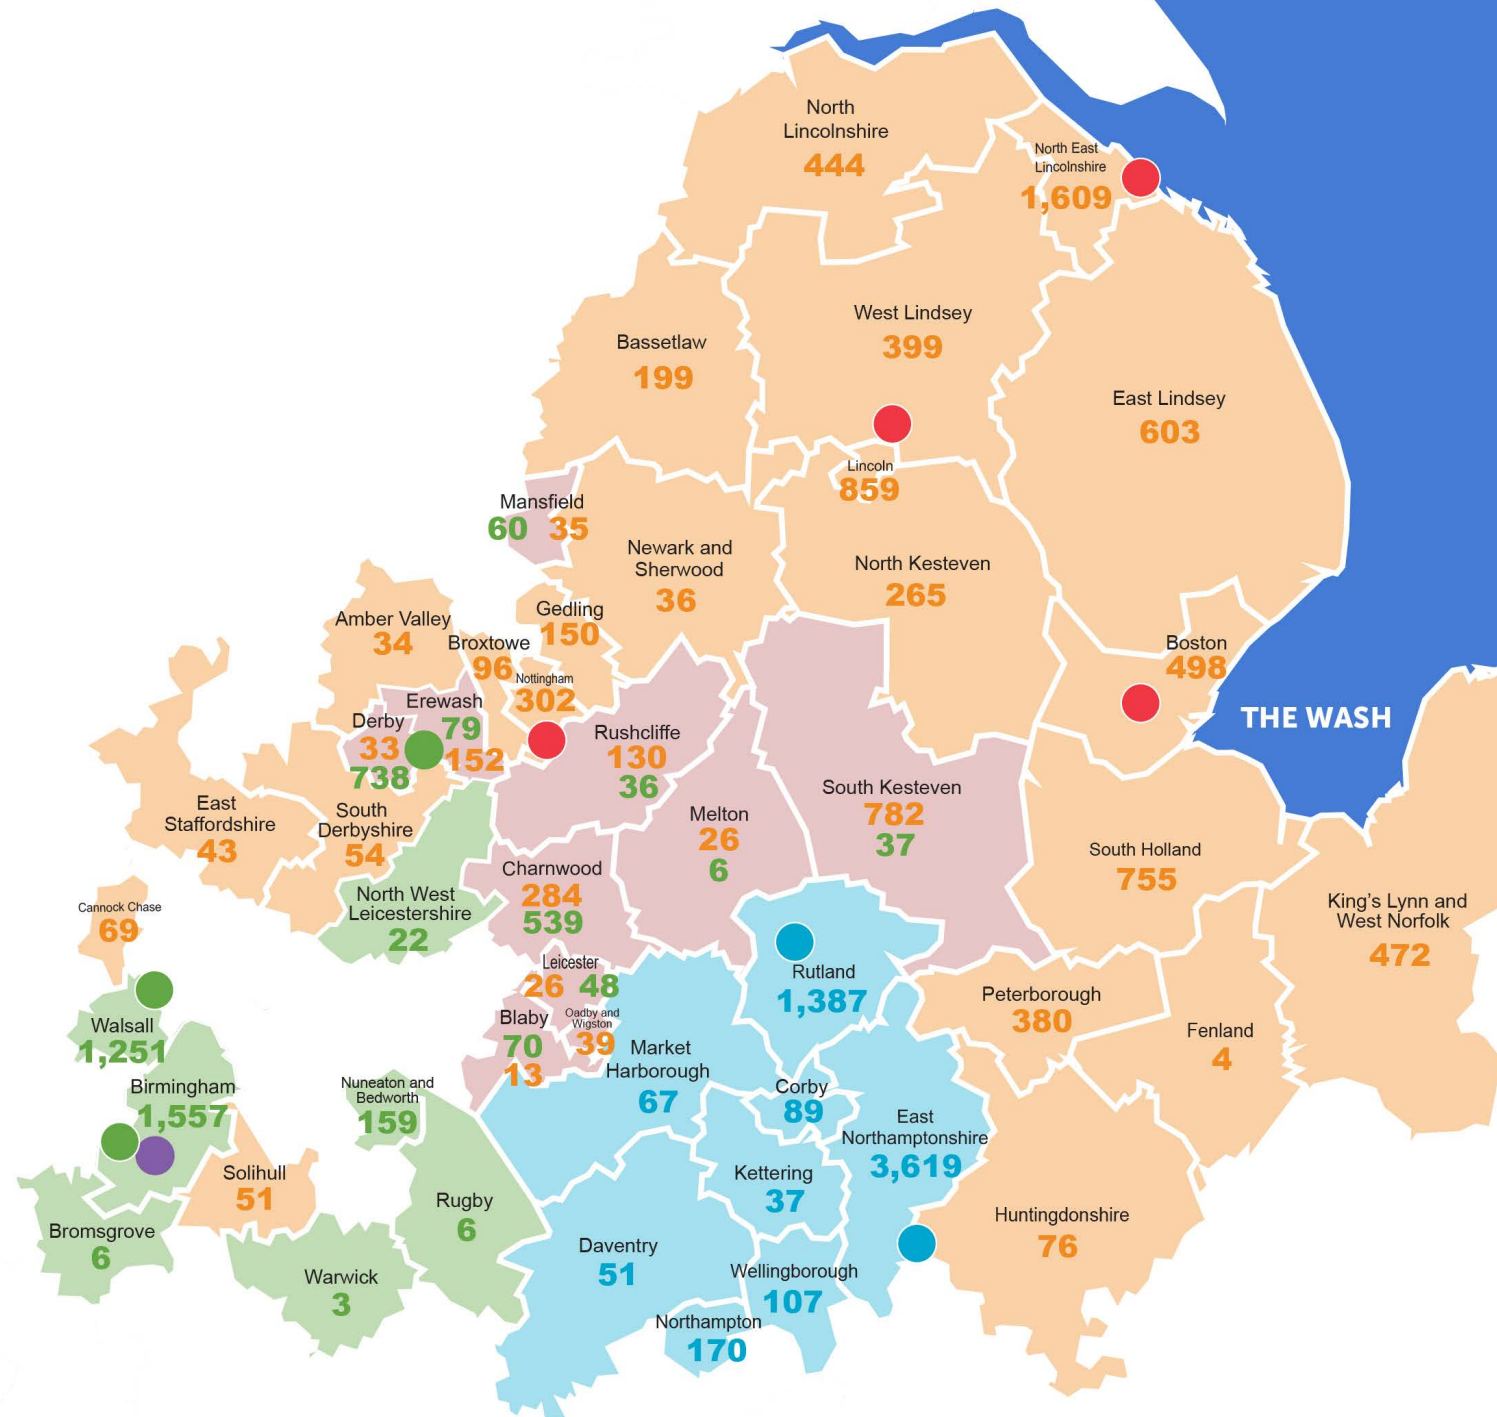 North
Lincolnshire
444
North East
Lincolnshire
1,609
West Lindsey
399
Bassetlaw
199
East Lindsey
603
Lincoln
859
Mansfield
60 35
Newark and
Sherwood
36
North Kesteven
265
Gedling
150
Amber Valley
34
Broxtowe
96
Nottingham
302
Boston
498
Erewash
79
152
Derby
33
738
Rushcliffe
130
36
THE WASH
South Kesteven
782
37
Melton
26
6
East
Staffordshire
43
South
Derbyshire
54
South Holland
755
Charnwood
284
539
North West
Leicestershire
22
King's Lynn and
West Norfolk
472
Cannock Chase
69
Leicester
26 48
Rutland
1,387
Peterborough
380
Blaby
70
13
Oadby and
Wigston
39
Walsall
1,251
Fenland
4
Market
Harborough
67
Birmingham
1,557
Nuneaton and
Bedworth
159
Corby
89
East
Northamptonshire
3,619
Solihull
51
Kettering
37
Rugby
6
Huntingdonshire
76
Bromsgrove
6
Daventry
51
Warwick
3
Wellingborough
107
Northampton
170